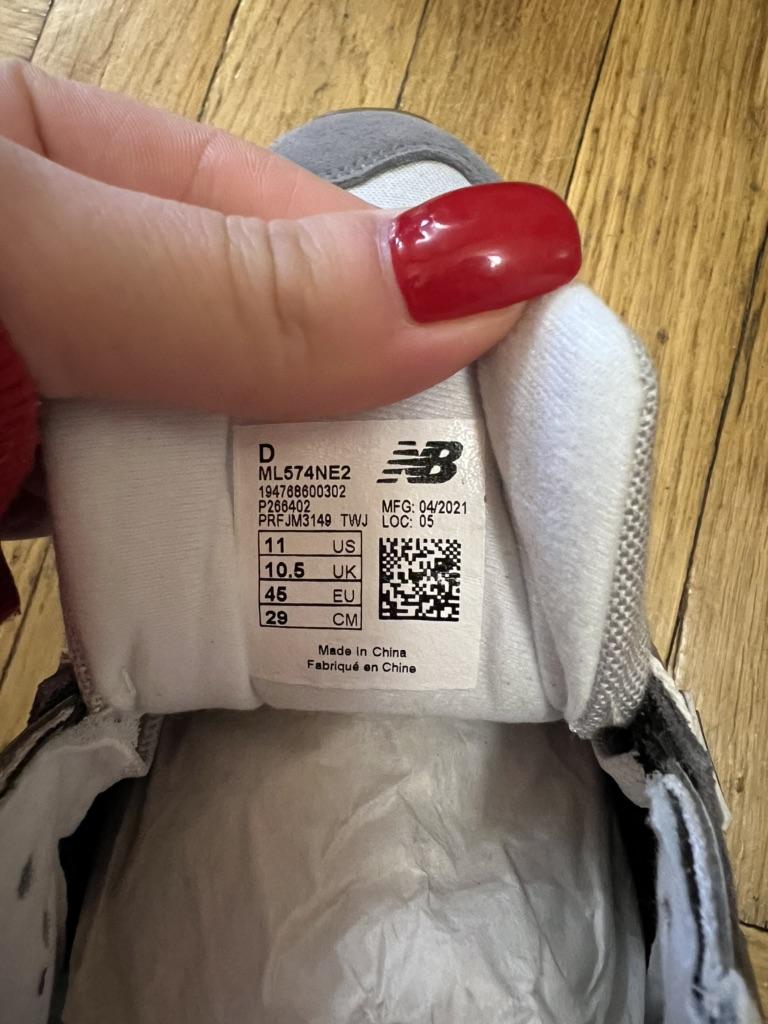 D
NB
ML574NE2
194768600302
P266402 MFG: 04/2021
PRFJM3149 TWJ LOC: 05
11 US
10.5 UK
45 EU
29 CM
Made in China
Fabriqué en Chine